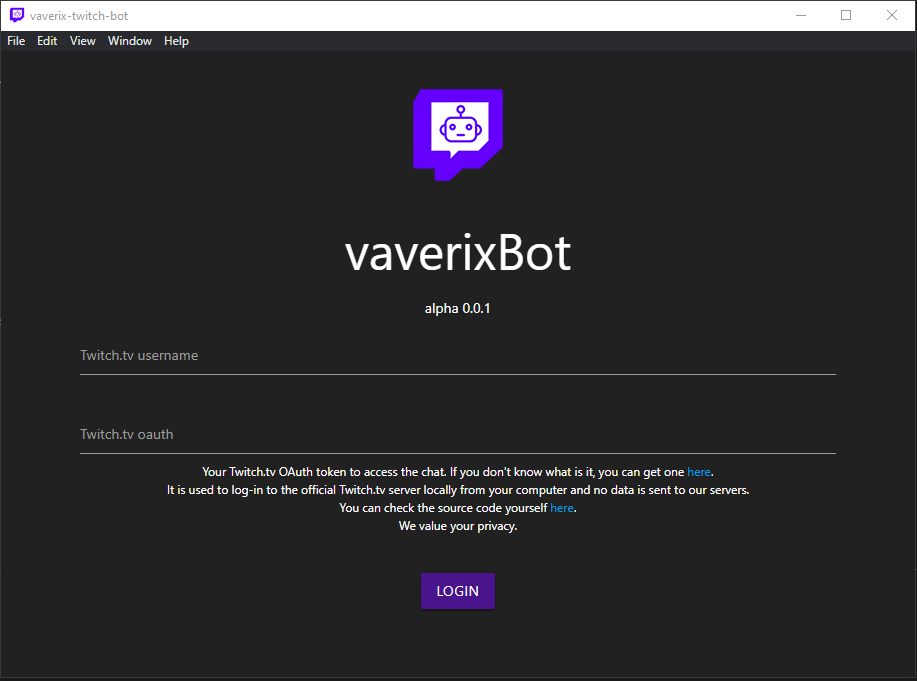 vaverix-twitch-bot
File Edit View Window Help
vaverixBot
alpha 0.0.1
Twitch.tv username
Twitch.tv oauth
Your Twitch.tv OAuth token to access the chat. If you don't know what is it, you can get one here.
It is used to log-in to the official Twitch.tv server locally from your computer and no data is sent to our servers.
You can check the source code yourself here.
We value your privacy.
LOGIN